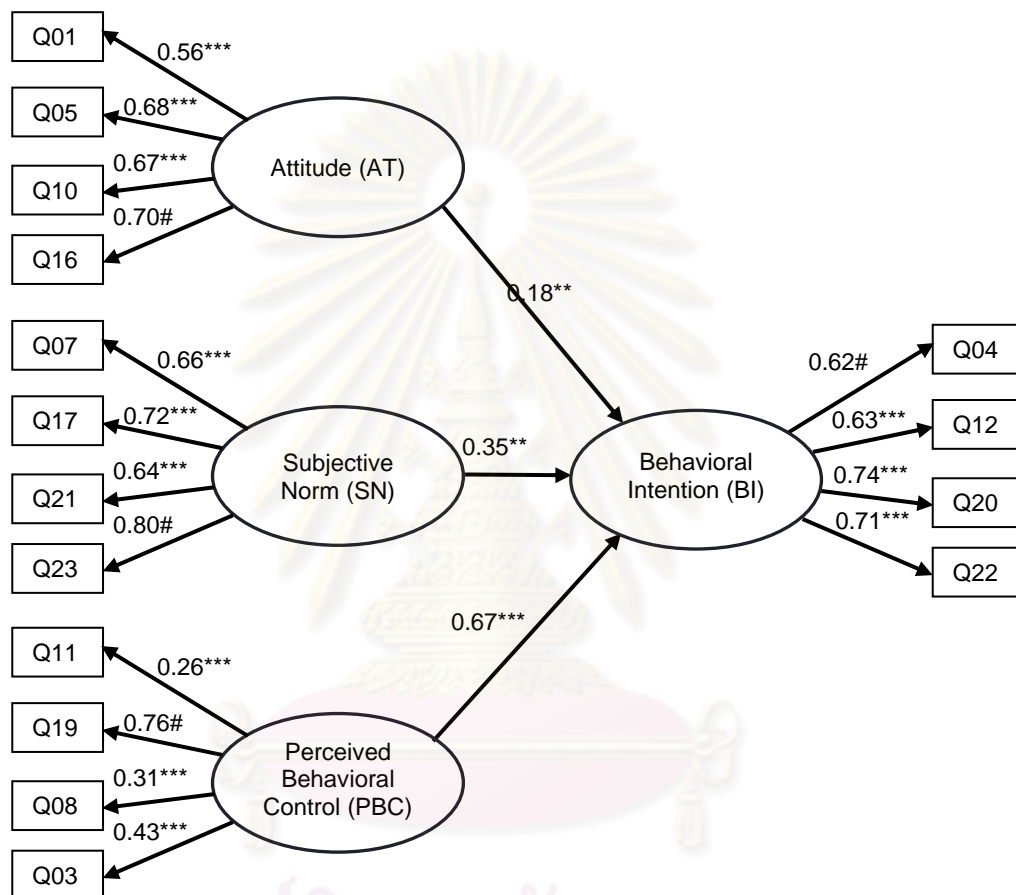 Q01
0.56***
Q05
0.68***
Q10
0.67***
Q16
0.70#
Attitude (AT)
0.18**
Q07
0.66***
Q17
0.72***
Q21
0.64***
Q23
0.80#
Subjective
Norm (SN)
0.35**
Q11
0.26***
Q19
0.76#
Q08
0.31***
Q03
0.43***
Perceived
Behavioral
Control (PBC)
0.67***
Behavioral
Intention (BI)
0.62#
Q04
0.63***
Q12
0.74***
Q20
0.71***
Q22